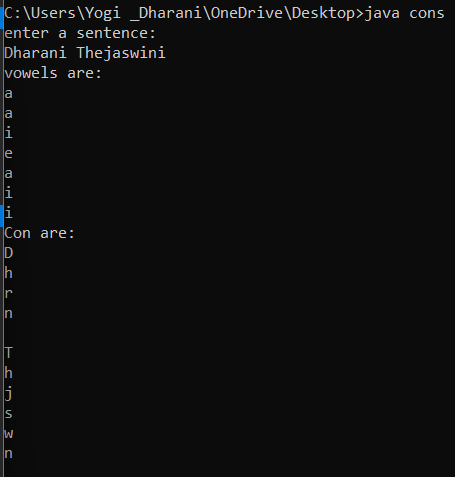 C:\Users\Yogi _Dharani\OneDrive\Desktop>java cons
enter a sentence:
Dharani Thejaswini
vowels are:
a
a
i
e
a
i
i
Con are:
D
h
r
n

T
h
j
s
w
n